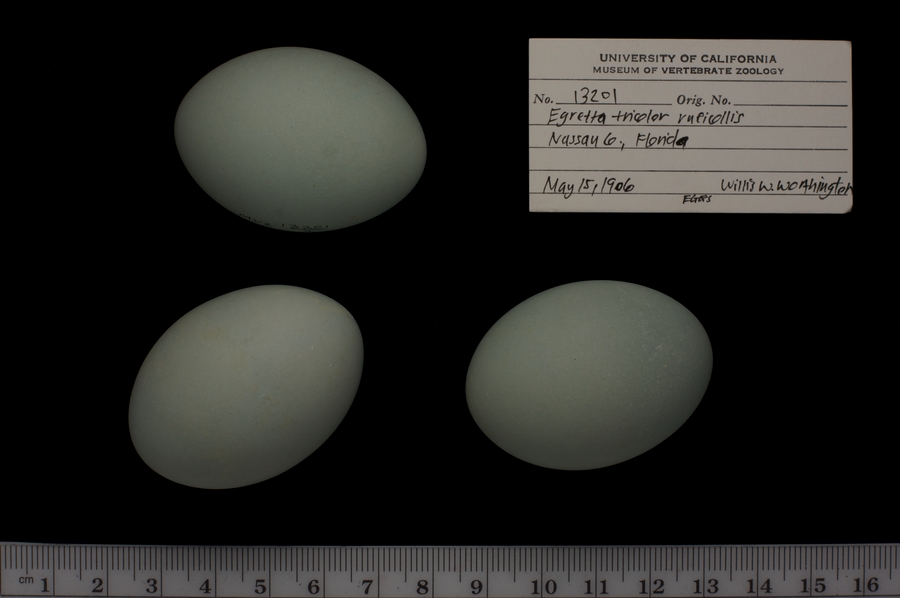 UNIVERSITY OF CALIFORNIA
MUSEUM OF VERTEBRATE ZOOLOGY
No. 13201 Orig. No.
Egretta tricolor ruficollis
Nassau Co., Florida
May 15, 1906 Willis W. Worthington
EGGS
13201
cm 1 2 3 4 5 6 7 8 9 10 11 12 13 14 15 16